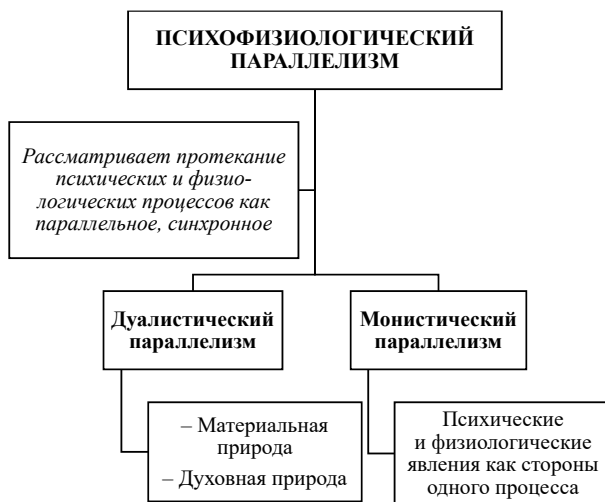 ПСИХОФИЗИОЛОГИЧЕСКИЙ
ПАРАЛЛЕЛИЗМ
Рассматривает протекание
психических и физио-
логических процессов как
параллельное, синхронное
Дуалистический
параллелизм
Монистический
параллелизм
– Материальная
природа
– Духовная природа
Психические
и физиологические
явления как стороны
одного процесса